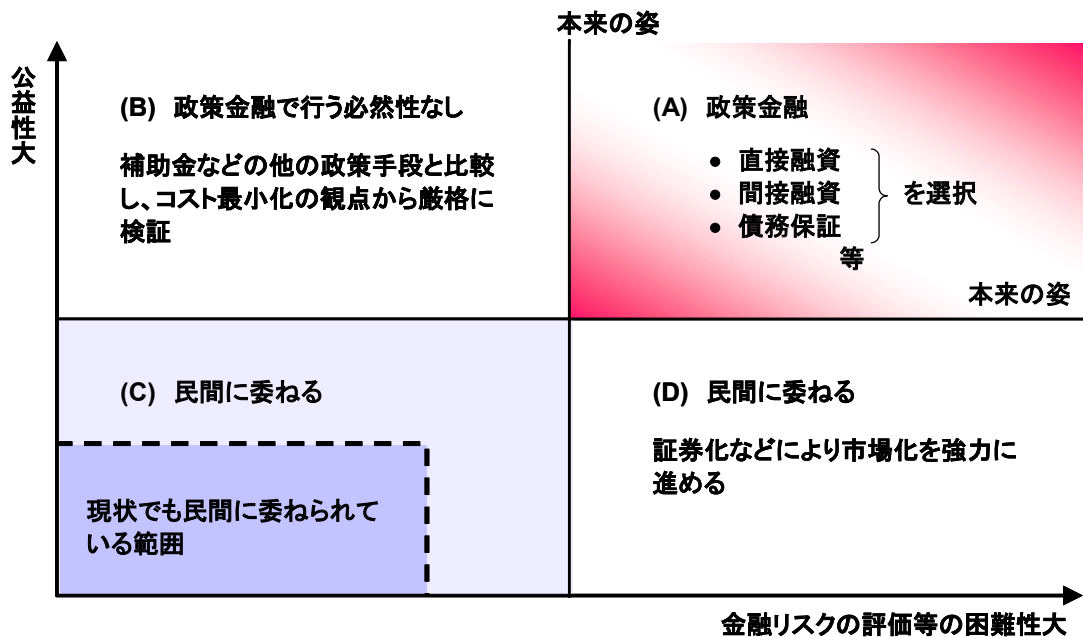 本来の姿
公益性大
(B) 政策金融で行う必然性なし
補助金などの他の政策手段と比較
し、コスト最小化の観点から厳格に
検証
(A) 政策金融
• 直接融資
• 間接融資
• 債務保証
等
を選択
本来の姿
(C) 民間に委ねる
現状でも民間に委ねられて
いる範囲
(D) 民間に委ねる
証券化などにより市場化を強力に
進める
金融リスクの評価等の困難性大